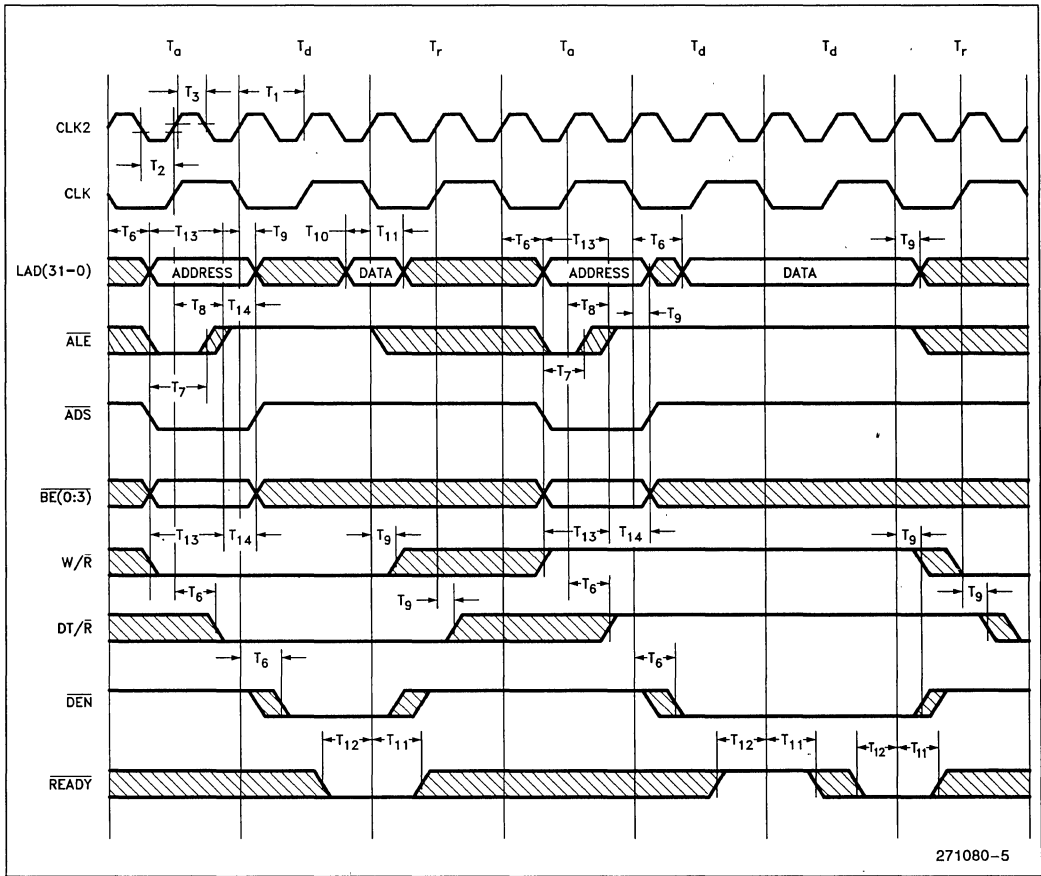 Ta Td Tr Ta Td Td Tr
T3 T1
CLK2
T2
CLK
T6 T13 T9 T10 T11 T6 T13 T6 T9
LAD(31-0) ADDRESS DATA ADDRESS DATA
T8 T14 T8 T9
ALE
T7 T7
ADS
BE(0:3)
T13 T14 T9 T13 T14 T9
W/R
T6 T9 T6 T9
DT/R
T6 T6
DEN
T12 T11 T12 T11 T12 T11
READY
271080-5